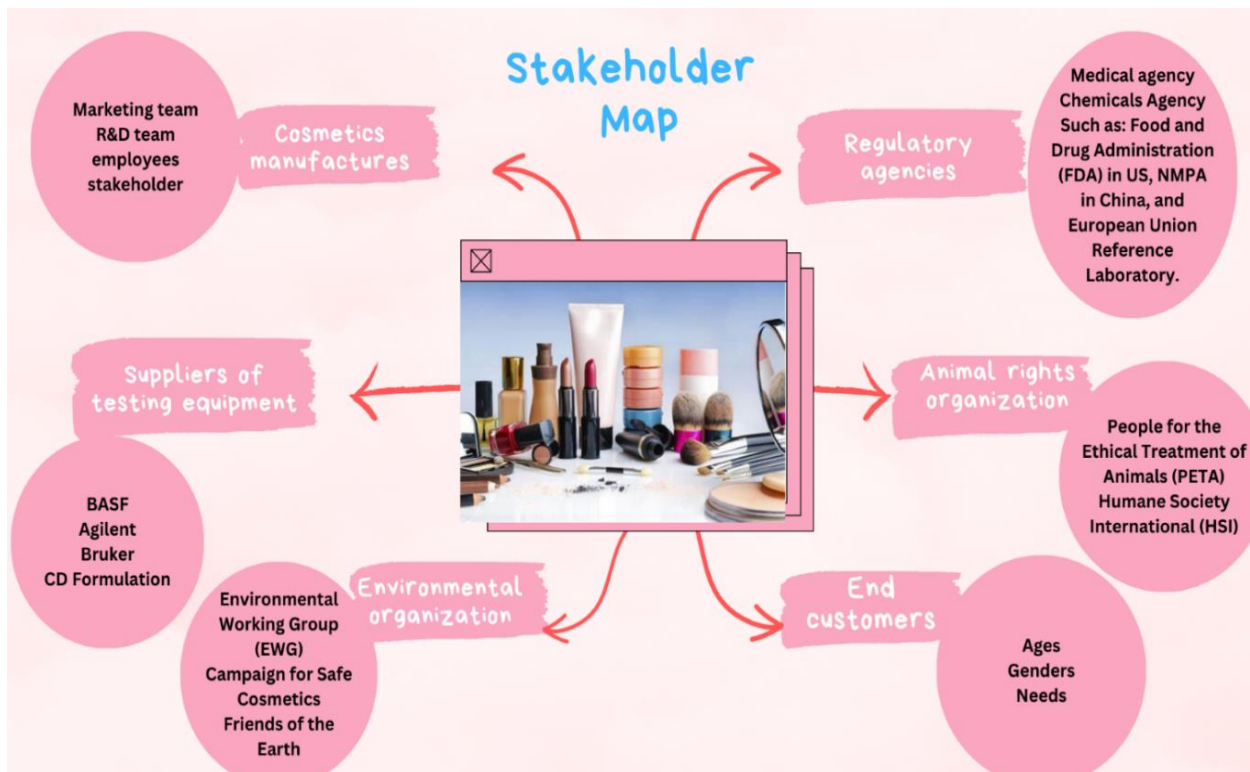 Stakeholder
Map
Marketing team
R&D team
employees
stakeholder
Cosmetics
manufactures
Regulatory
agencies
Medical agency
Chemicals Agency
Such as: Food and
Drug Administration
(FDA) in US, NMPA
in China, and
European Union
Reference
Laboratory.
Suppliers of
testing equipment
BASF
Agilent
Bruker
CD Formulation
Animal rights
organization
People for the
Ethical Treatment of
Animals (PETA)
Humane Society
International (HSI)
Environmental
organization
Environmental
Working Group
(EWG)
Campaign for Safe
Cosmetics
Friends of the
Earth
End
customers
Ages
Genders
Needs